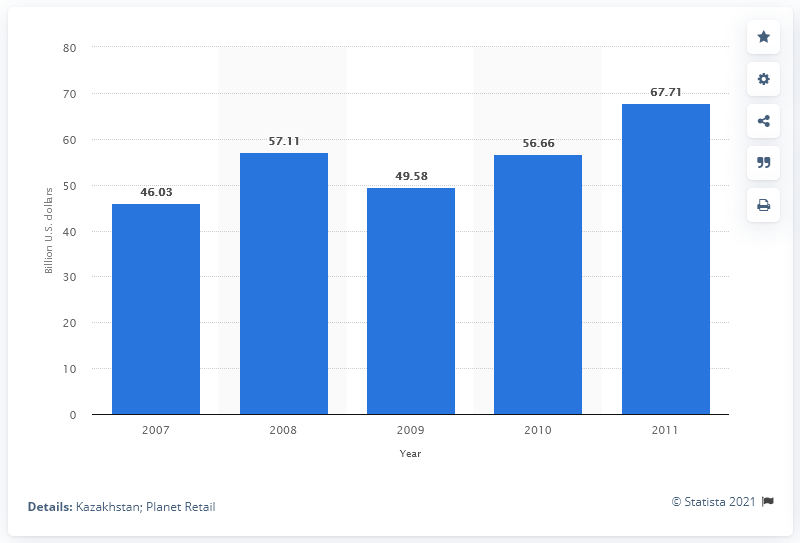 80
70
60
50
40
30
20
10
0
Billion U.S. dollars
46.03
57.11
49.58
56.66
67.71
2007 2008 2009 2010 2011
Year
Details: Kazakhstan; Planet Retail
© Statista 2021